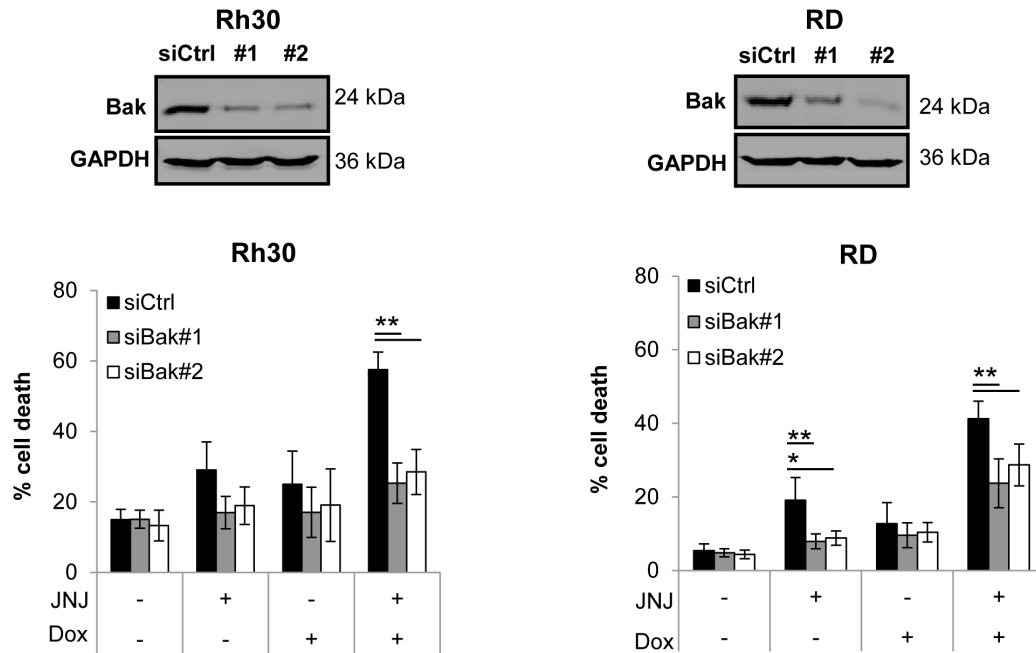 Rh30
siCtrl #1 #2
Bak
24 kDa
GAPDH
36 kDa
RD
siCtrl #1 #2
Bak
24 kDa
GAPDH
36 kDa
Rh30
80
60
40
20
0
% cell death
siCtrl
siBak#1
siBak#2
**
JNJ - + - +
Dox - - + +
RD
80
60
40
20
0
% cell death
siCtrl
siBak#1
siBak#2
**
*
**
JNJ - + - +
Dox - - + +